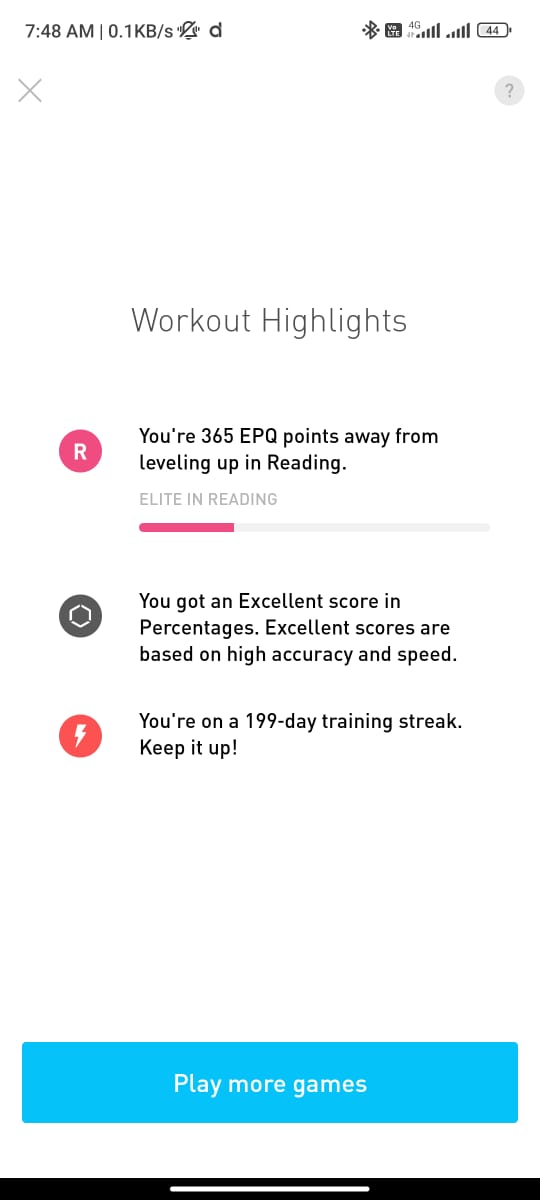 7:48 AM | 0.1KB/s d
Vo LTE 4G 44
?
Workout Highlights
R
You're 365 EPQ points away from
leveling up in Reading.
ELITE IN READING
You got an Excellent score in
Percentages. Excellent scores are
based on high accuracy and speed.
You're on a 199-day training streak.
Keep it up!
Play more games